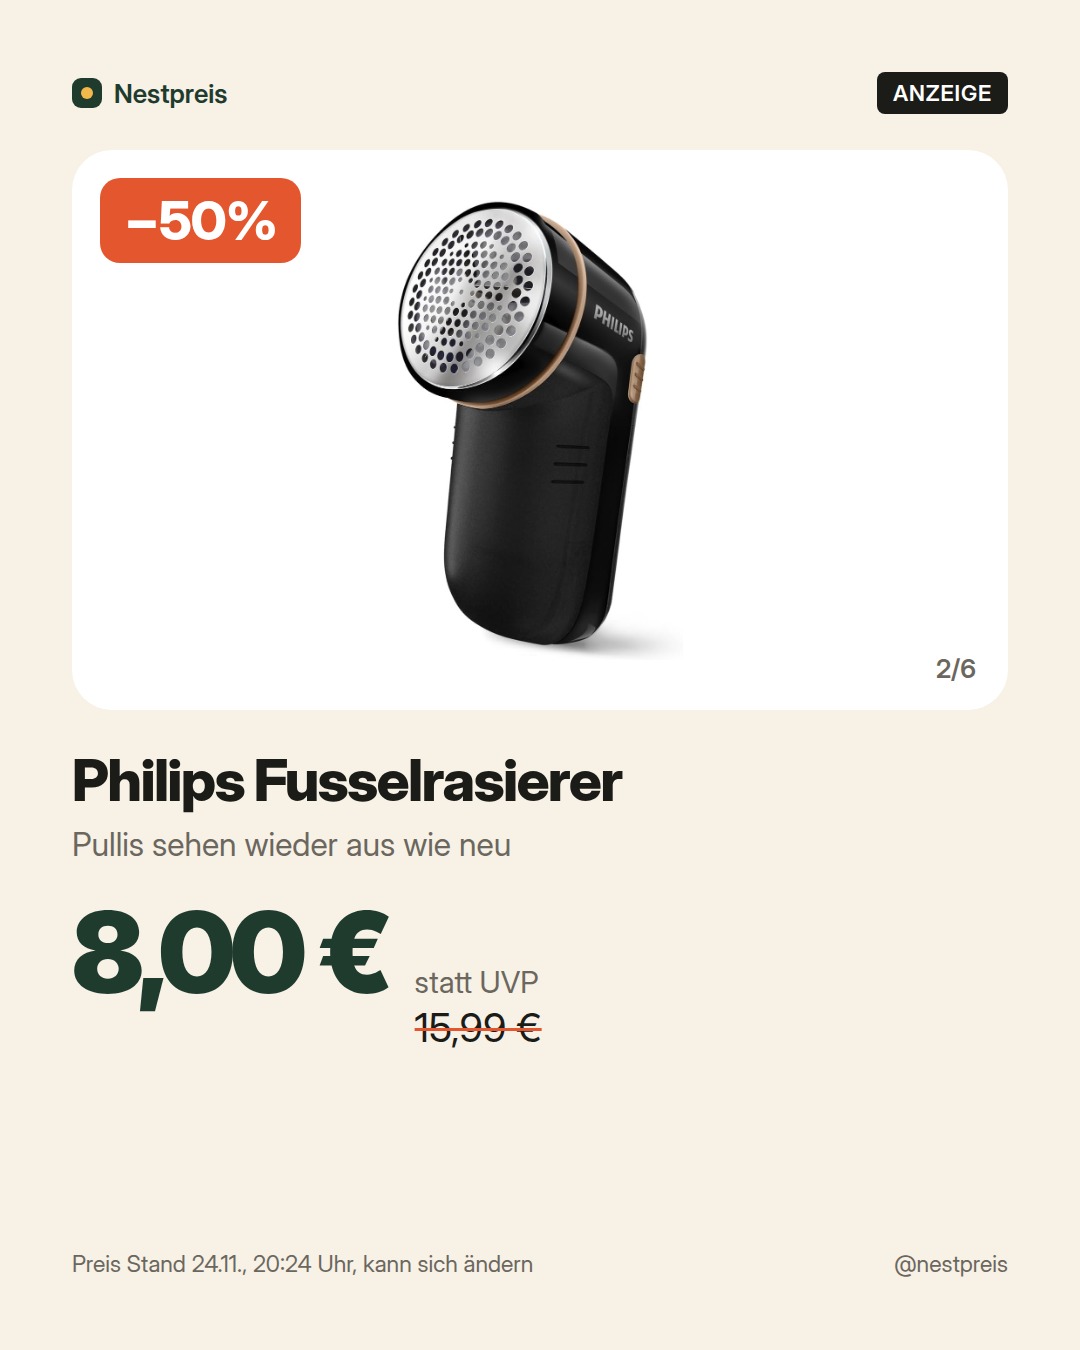 Nestpreis
ANZEIGE
–50%
PHILIPS
2/6
Philips Fusselrasierer
Pullis sehen wieder aus wie neu
8,00 €
statt UVP
15,99 €
Preis Stand 24.11., 20:24 Uhr, kann sich ändern
@nestpreis